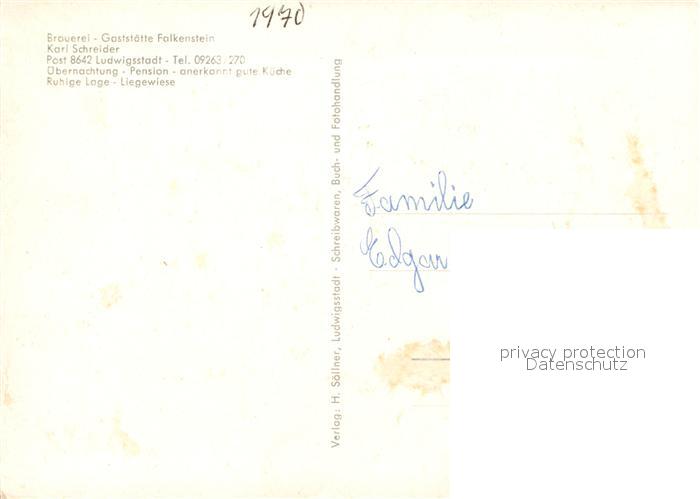 1970
Brauerei - Gaststätte Falkenstein
Karl Schreider
Post 8642 Ludwigsstadt - Tel. 09263/270
Übernachtung - Pension - anerkannt gute Küche
Ruhige Lage - Liegewiese
Verlag: H. Söllner, Ludwigsstadt - Schreibwaren, Buch- und Fotohandlung
Familie
Edgar
privacy protection
Datenschutz